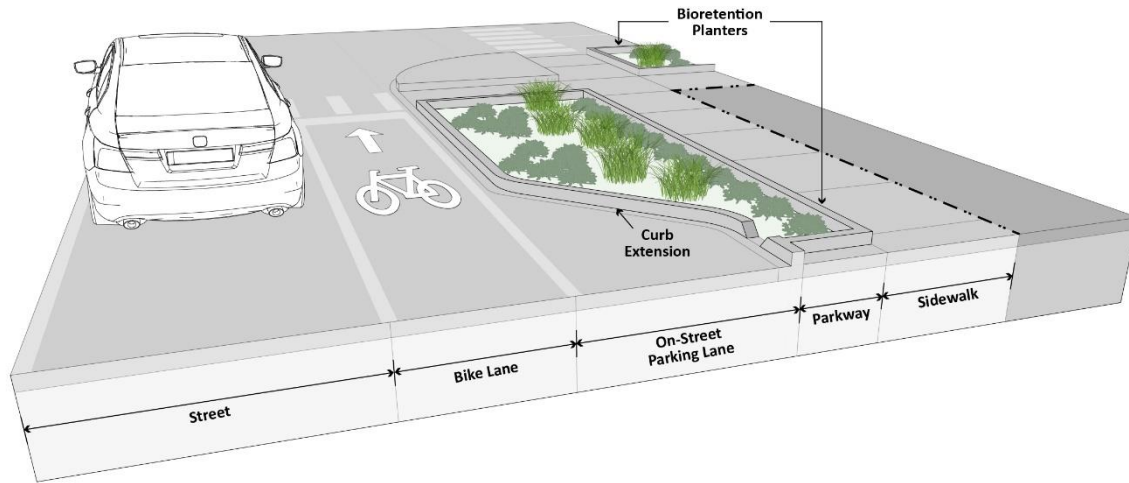 Bioretention
Planters
Curb
Extension
Street
Bike Lane
On-Street
Parking Lane
Parkway
Sidewalk